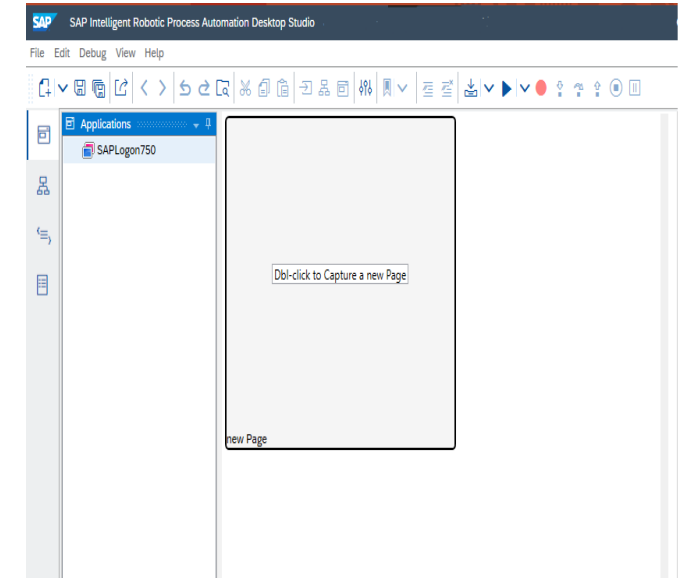 SAP SAP Intelligent Robotic Process Automation Desktop Studio
File Edit Debug View Help
Applications
SAPLogon750
Dbl-click to Capture a new Page
new Page